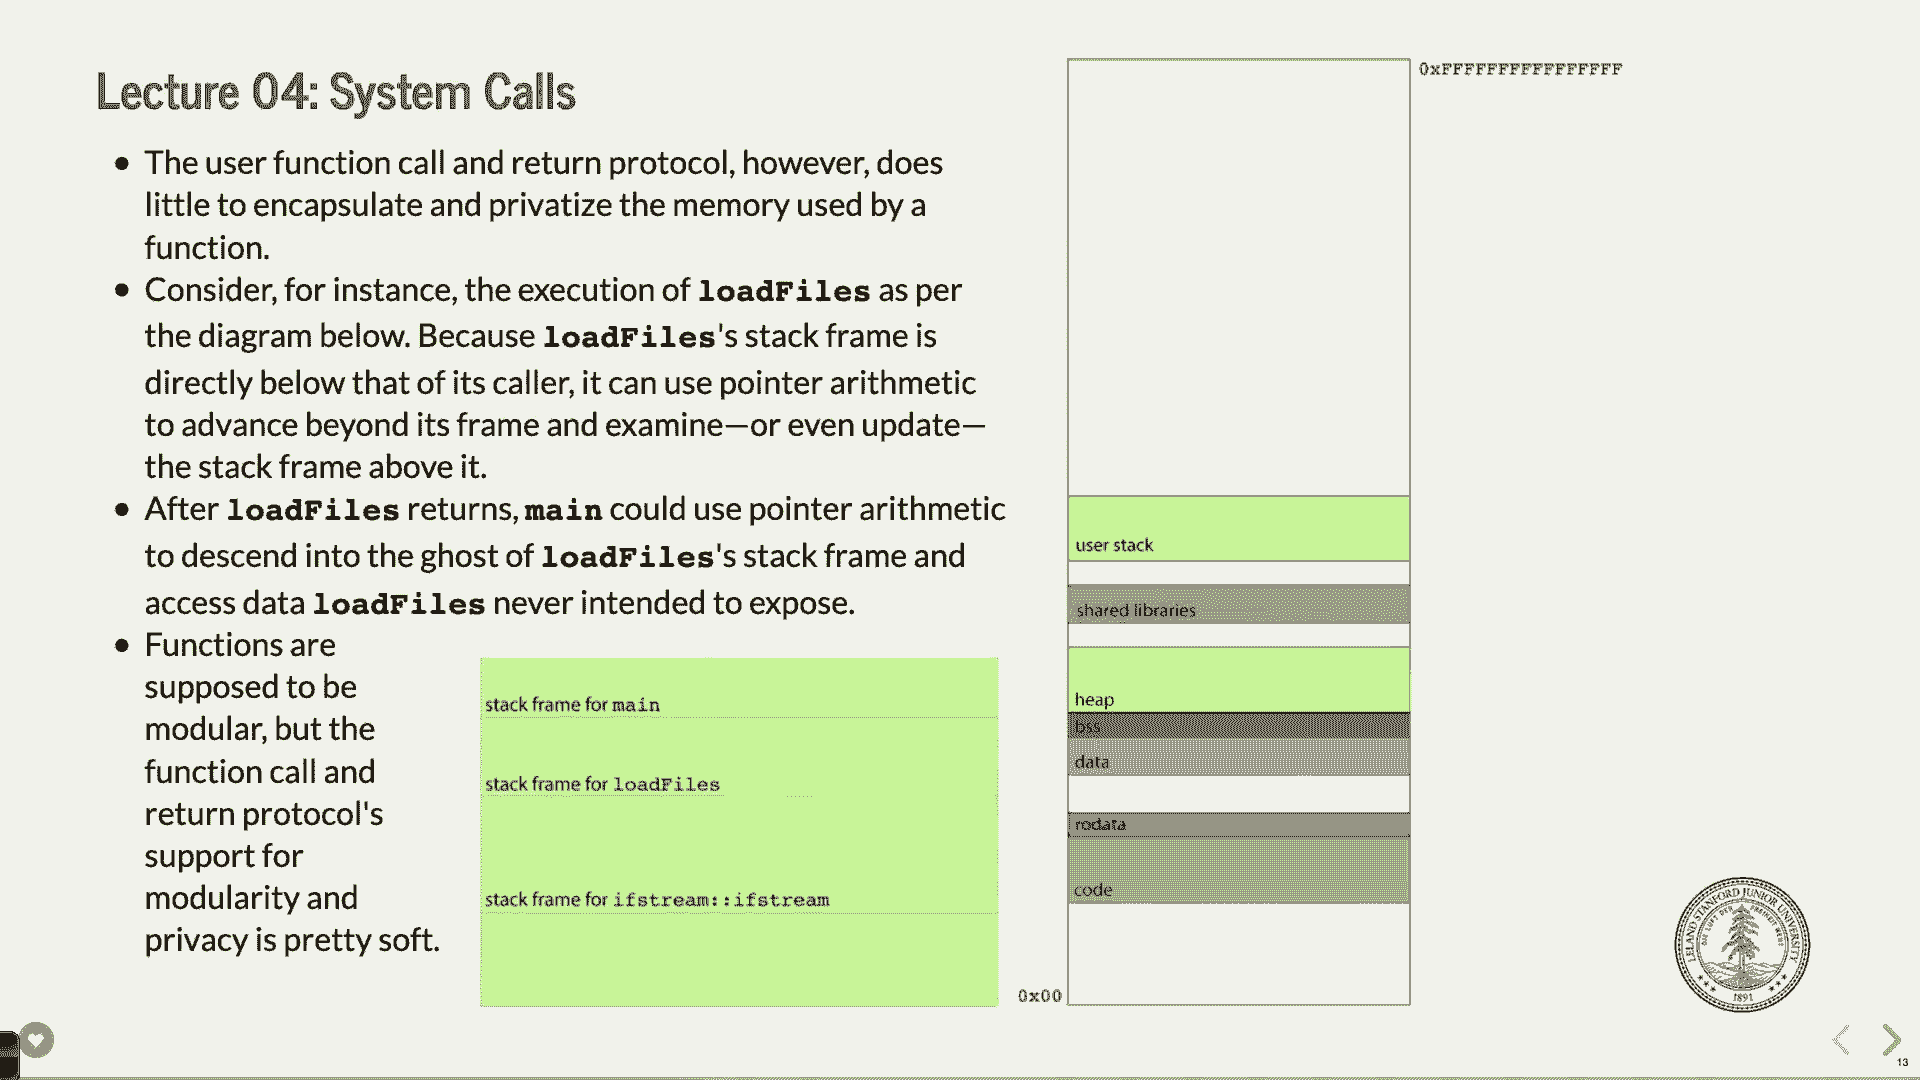 Lecture 04: System Calls
The user function call and return protocol, however, does
little to encapsulate and privatize the memory used by a
function.
Consider, for instance, the execution of loadFiles as per
the diagram below. Because loadFiles's stack frame is
directly below that of its caller, it can use pointer arithmetic
to advance beyond its frame and examine—or even update—
the stack frame above it.
After loadFiles returns, main could use pointer arithmetic
to descend into the ghost of loadFiles's stack frame and
access data loadFiles never intended to expose.
Functions are
supposed to be
modular, but the
function call and
return protocol's
support for
modularity and
privacy is pretty soft.
stack frame for main
stack frame for loadFiles
stack frame for ifstream::ifstream
0xFFFFFFFFFFFFFFFF
user stack
shared libraries
heap
bss
data
rodata
code
0x00
LELAND STANFORD JUNIOR UNIVERSITY
DIE LUFT DER FREIHEIT WEHT
1891
13